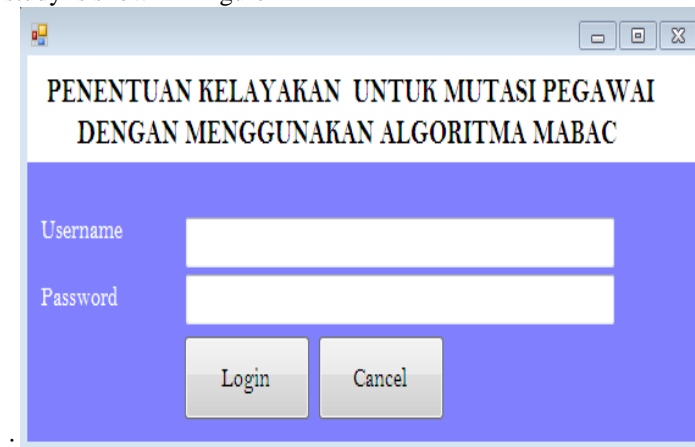 PENENTUAN KELAYAKAN UNTUK MUTASI PEGAWAI
DENGAN MENGGUNAKAN ALGORITMA MABAC
Username
Password
Login Cancel
.